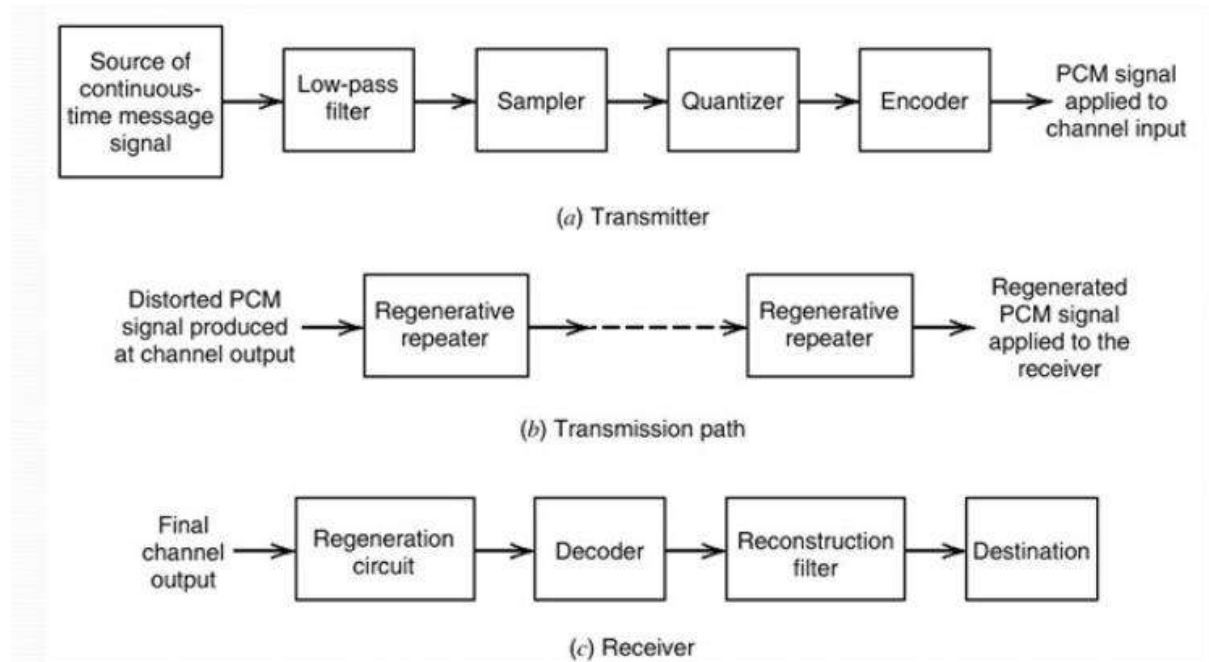 Source of
continuous-
time message
signal
Low-pass
filter
Sampler
Quantizer
Encoder
PCM signal
applied to
channel input
(a) Transmitter
Distorted PCM
signal produced
at channel output
Regenerative
repeater
Regenerative
repeater
Regenerated
PCM signal
applied to the
receiver
(b) Transmission path
Final
channel
output
Regeneration
circuit
Decoder
Reconstruction
filter
Destination
(c) Receiver